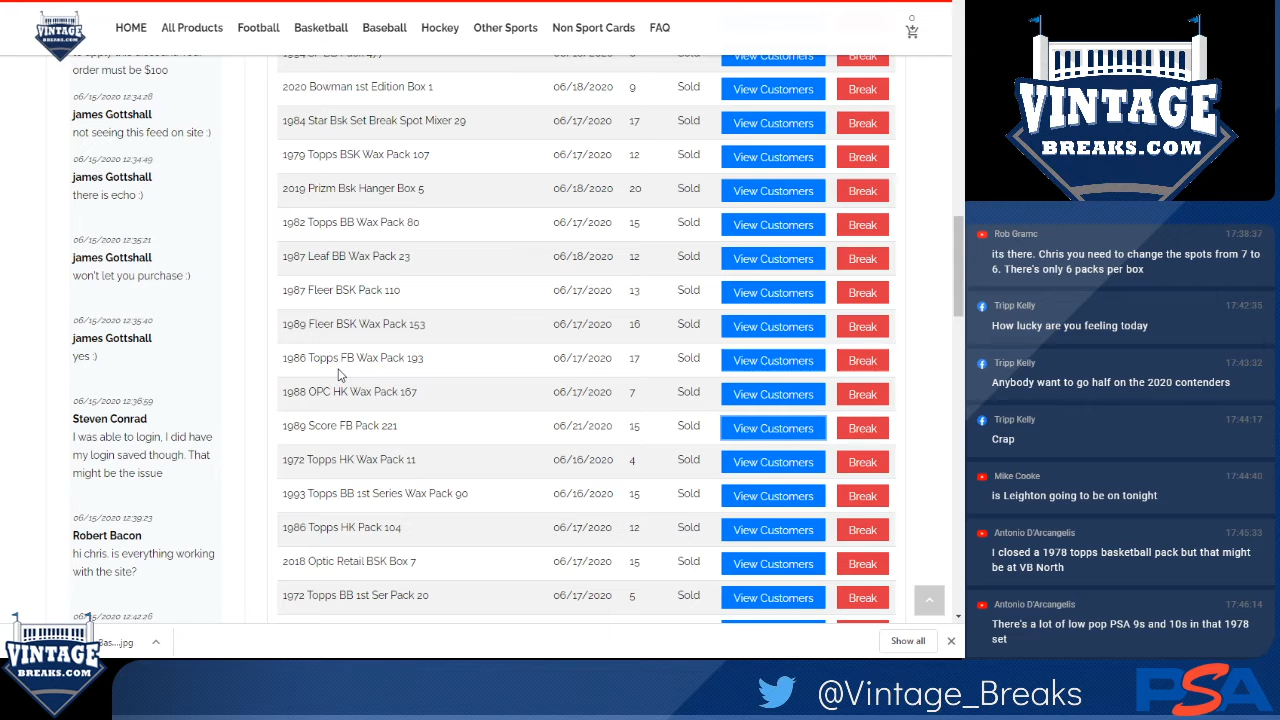 VINTAGE
BREAKS.COM
HOME All Products Football Basketball Baseball Hockey Other Sports Non Sport Cards FAQ
0
order must be $100
06/15/2020 12:34:28
james Gottshall
not seeing this feed on site :)
06/15/2020 12:34:49
james Gottshall
there is echo :)
06/15/2020 12:35:21
james Gottshall
won't let you purchase :)
06/15/2020 12:35:40
james Gottshall
yes :)
06/15/2020 12:36:59
Steven Conrad
I was able to login, I did have
my login saved though. That
might be the issue
06/15/2020 12:39:23
Robert Bacon
hi chris. is everything working
with the site?
06/15/2020 12:42:26
View Customers Break
2020 Bowman 1st Edition Box 1 06/18/2020 9 Sold View Customers Break
1984 Star Bsk Set Break Spot Mixer 29 06/17/2020 17 Sold View Customers Break
1979 Topps BSK Wax Pack 107 06/17/2020 12 Sold View Customers Break
2019 Prizm Bsk Hanger Box 5 06/18/2020 20 Sold View Customers Break
1982 Topps BB Wax Pack 80 06/17/2020 15 Sold View Customers Break
1987 Leaf BB Wax Pack 23 06/18/2020 12 Sold View Customers Break
1987 Fleer BSK Pack 110 06/17/2020 13 Sold View Customers Break
1989 Fleer BSK Wax Pack 153 06/17/2020 16 Sold View Customers Break
1986 Topps FB Wax Pack 193 06/17/2020 17 Sold View Customers Break
1988 OPC HK Wax Pack 167 06/17/2020 7 Sold View Customers Break
FB Pack 221 06/21/2020 15 Sold View Customers Break
1972 Topps HK Wax Pack 11 06/16/2020 4 Sold View Customers Break
1993 Topps BB 1st Series Wax Pack 90 06/16/2020 15 Sold View Customers Break
1986 Topps HK Pack 104 06/17/2020 12 Sold View Customers Break
2018 Optic Retail BSK Box 7 06/17/2020 15 Sold View Customers Break
1972 Topps BB 1st Ser Pack 20 06/17/2020 5 Sold View Customers Break
Bas....jpg
Show all
VINTAGE
BREAKS.COM
VINTAGE
BREAKS.COM
Rob Gramc 17:38:37
its there. Chris you need to change the spots from 7 to
6. There's only 6 packs per box
Tripp Kelly 17:42:35
How lucky are you feeling today
Tripp Kelly 17:43:32
Anybody want to go half on the 2020 contenders
Tripp Kelly 17:44:17
Crap
Mike Cooke 17:44:40
is Leighton going to be on tonight
Antonio D'Arcangelis 17:45:33
I closed a 1978 topps basketball pack but that might
be at VB North
Antonio D'Arcangelis 17:46:14
There's a lot of low pop PSA 9s and 10s in that 1978
set
@Vintage_Breaks
PSA